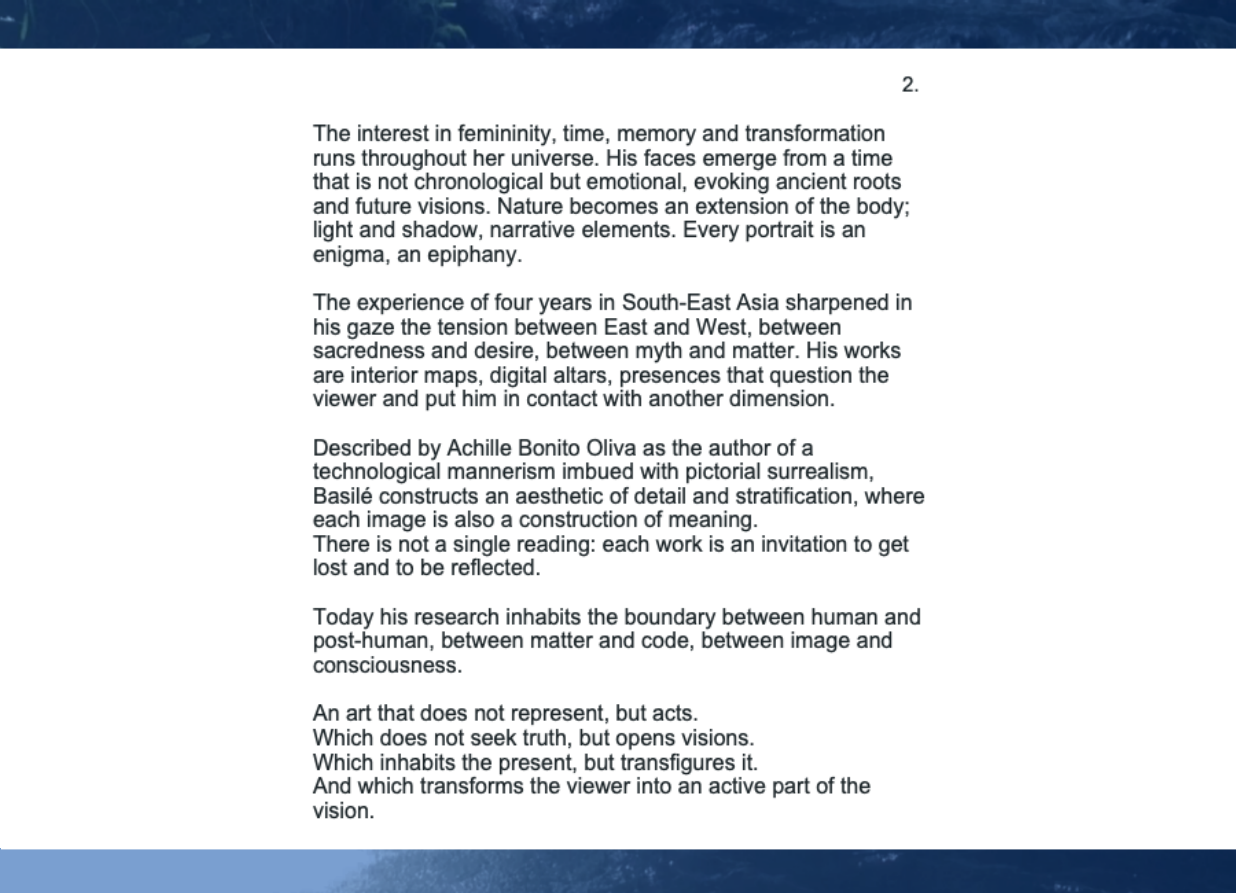 2.
The interest in femininity, time, memory and transformation
runs throughout her universe. His faces emerge from a time
that is not chronological but emotional, evoking ancient roots
and future visions. Nature becomes an extension of the body;
light and shadow, narrative elements. Every portrait is an
enigma, an epiphany.
The experience of four years in South-East Asia sharpened in
his gaze the tension between East and West, between
sacredness and desire, between myth and matter. His works
are interior maps, digital altars, presences that question the
viewer and put him in contact with another dimension.
Described by Achille Bonito Oliva as the author of a
technological mannerism imbued with pictorial surrealism,
Basilé constructs an aesthetic of detail and stratification, where
each image is also a construction of meaning.
There is not a single reading: each work is an invitation to get
lost and to be reflected.
Today his research inhabits the boundary between human and
post-human, between matter and code, between image and
consciousness.
An art that does not represent, but acts.
Which does not seek truth, but opens visions.
Which inhabits the present, but transfigures it.
And which transforms the viewer into an active part of the
vision.